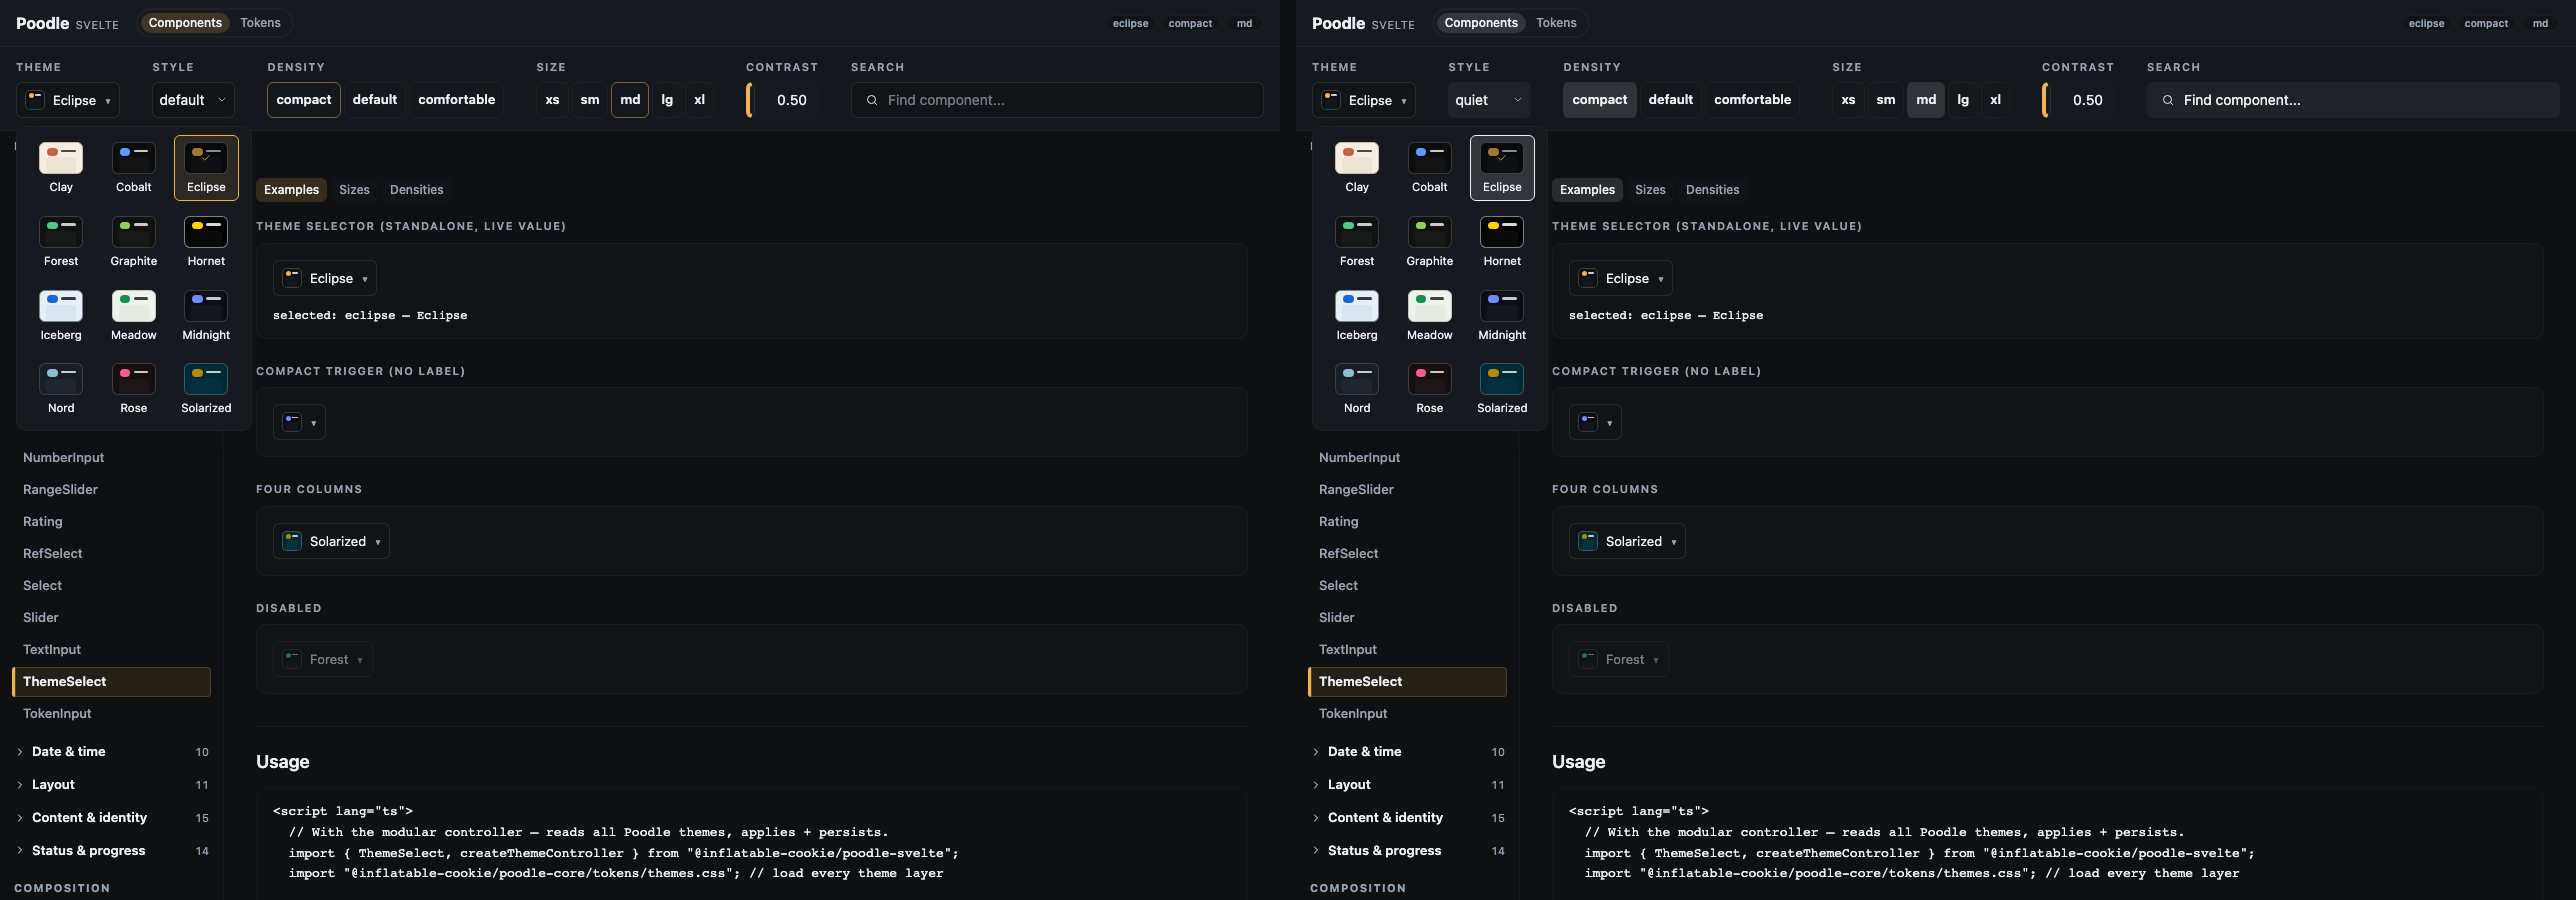 Poodle SVELTE Components Tokens eclipse compact md
THEME STYLE DENSITY SIZE CONTRAST SEARCH
Eclipse default compact default comfortable xs sm md lg xl 0.50 Find component...
Clay Cobalt Eclipse
Forest Graphite Hornet
Iceberg Meadow Midnight
Nord Rose Solarized
Examples Sizes Densities
THEME SELECTOR (STANDALONE, LIVE VALUE)
Eclipse
selected: eclipse — Eclipse
COMPACT TRIGGER (NO LABEL)
FOUR COLUMNS
Solarized
DISABLED
Forest
NumberInput
RangeSlider
Rating
RefSelect
Select
Slider
TextInput
ThemeSelect
TokenInput
Date & time 10
Layout 11
Content & identity 15
Status & progress 14
COMPOSITION
Usage
<script lang="ts">
// With the modular controller — reads all Poodle themes, applies + persists.
import { ThemeSelect, createThemeController } from "@inflatable-cookie/poodle-svelte";
import "@inflatable-cookie/poodle-core/tokens/themes.css"; // load every theme layer
Poodle SVELTE Components Tokens eclipse compact md
THEME STYLE DENSITY SIZE CONTRAST SEARCH
Eclipse quiet compact default comfortable xs sm md lg xl 0.50 Find component...
Clay Cobalt Eclipse
Forest Graphite Hornet
Iceberg Meadow Midnight
Nord Rose Solarized
Examples Sizes Densities
THEME SELECTOR (STANDALONE, LIVE VALUE)
Eclipse
selected: eclipse — Eclipse
COMPACT TRIGGER (NO LABEL)
FOUR COLUMNS
Solarized
DISABLED
Forest
NumberInput
RangeSlider
Rating
RefSelect
Select
Slider
TextInput
ThemeSelect
TokenInput
Date & time 10
Layout 11
Content & identity 15
Status & progress 14
COMPOSITION
Usage
<script lang="ts">
// With the modular controller — reads all Poodle themes, applies + persists.
import { ThemeSelect, createThemeController } from "@inflatable-cookie/poodle-svelte";
import "@inflatable-cookie/poodle-core/tokens/themes.css"; // load every theme layer